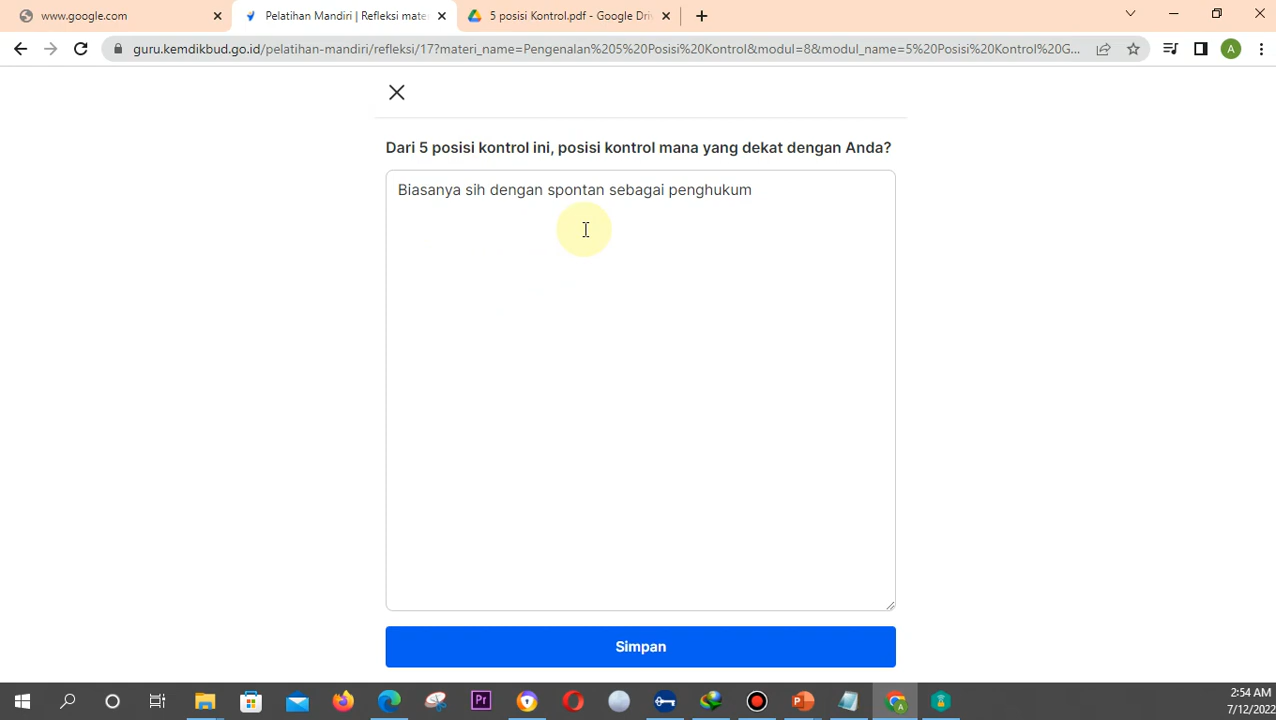 www.google.com
Pelatihan Mandiri | Refleksi mate
5 posisi Kontrol.pdf - Google Dri
guru.kemdikbud.go.id/pelatihan-mandiri/refleksi/17?materi_name=Pengenalan%205%20Posisi%20Kontrol&modul=8&modul_name=5%20Posisi%20Kontrol%20G...
A
Dari 5 posisi kontrol ini, posisi kontrol mana yang dekat dengan Anda?
Biasanya sih dengan spontan sebagai penghukum
Simpan
Pr
A
2:54 AM
7/12/2022